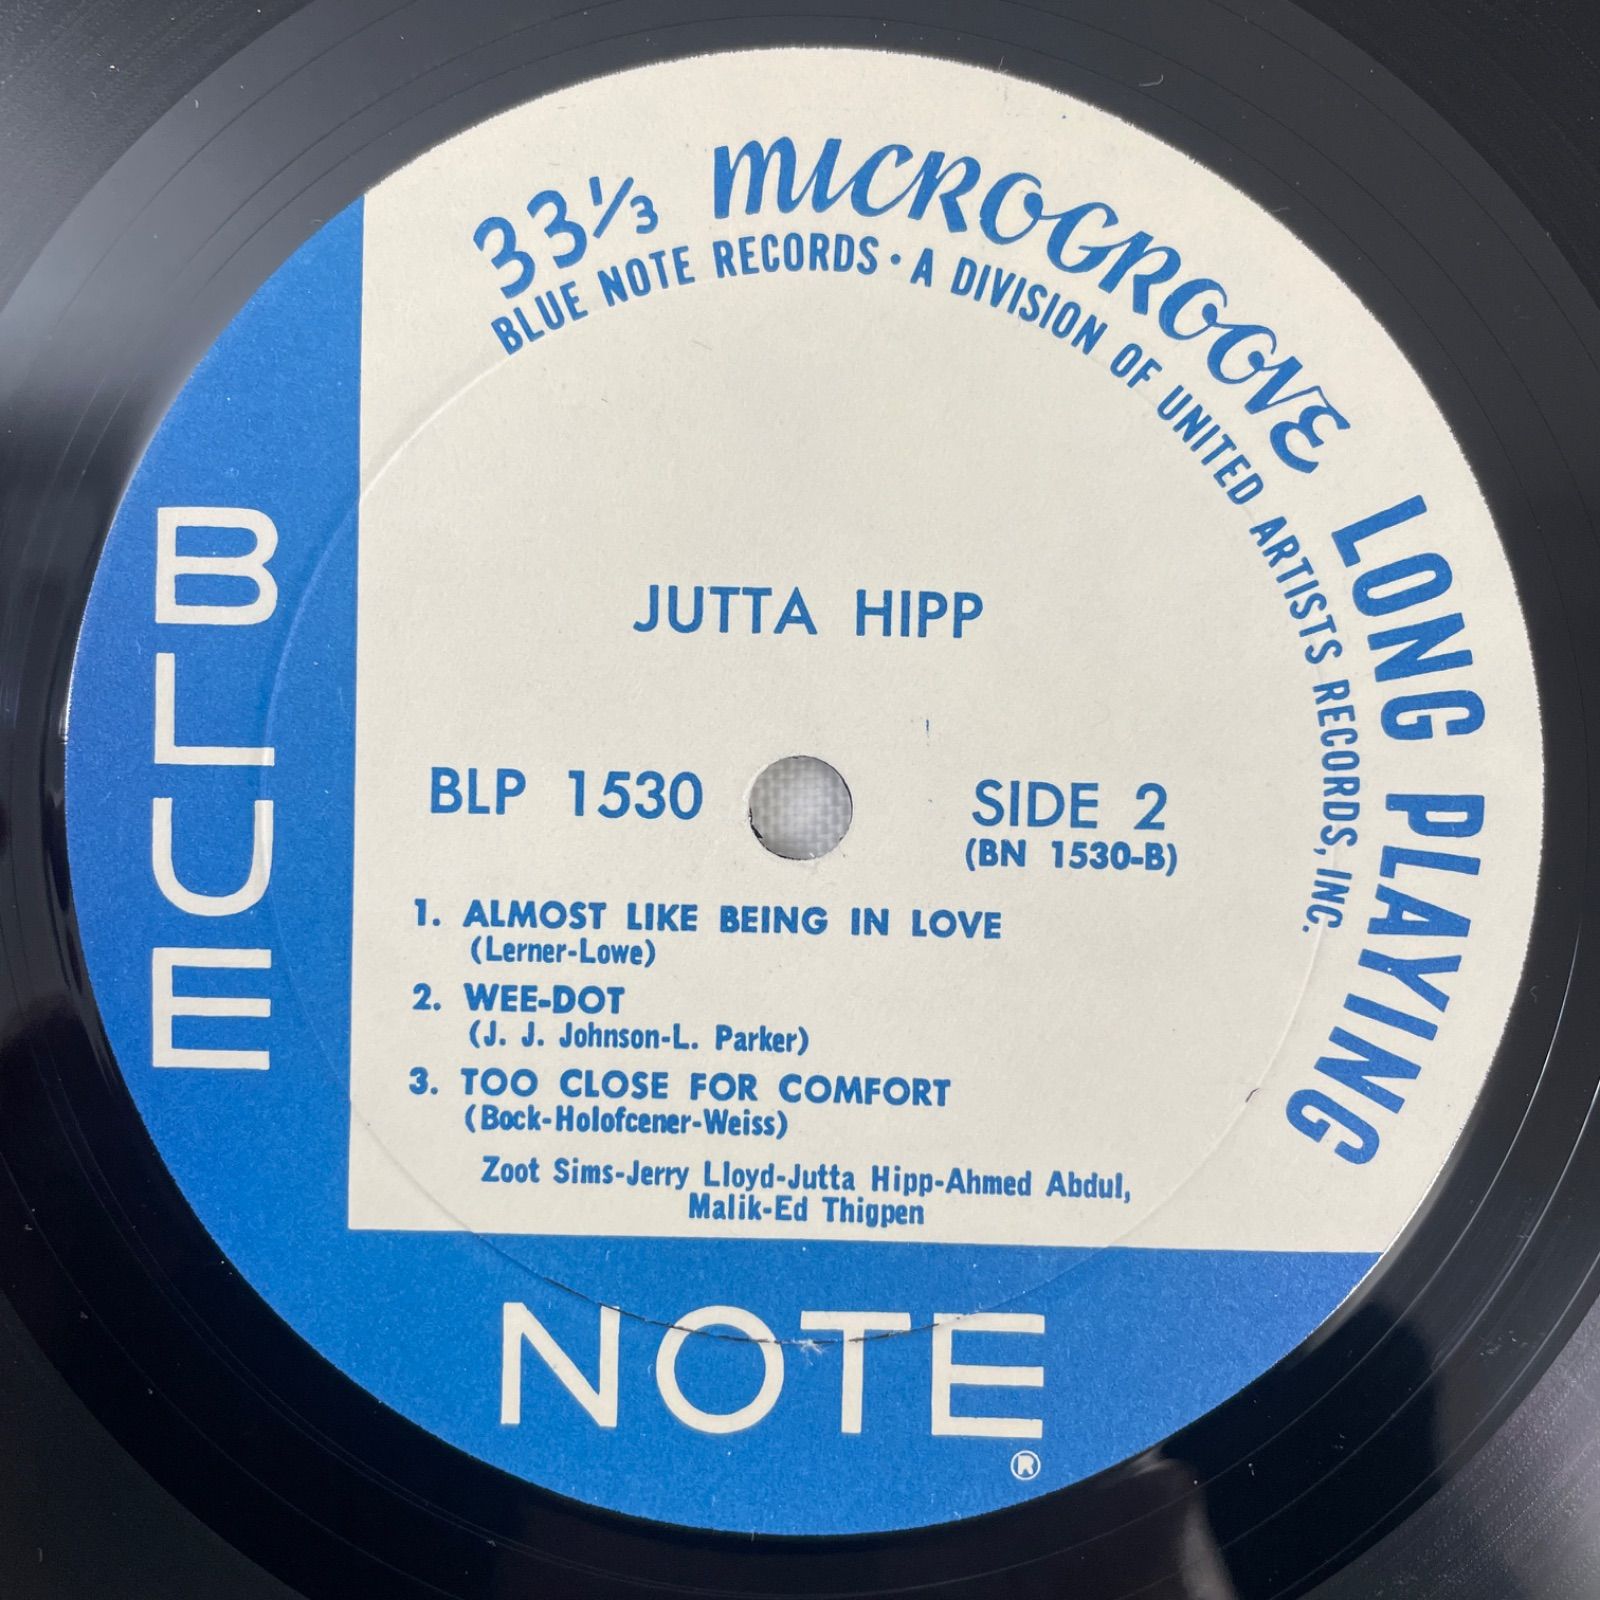 33⅓ MICROGROOVE LONG PLAYING
BLUE NOTE RECORDS · A DIVISION OF UNITED ARTISTS RECORDS, INC.
JUTTA HIPP
BLP 1530
SIDE 2
(BN 1530-B)
1. ALMOST LIKE BEING IN LOVE
(Lerner-Lowe)
2. WEE-DOT
(J. J. Johnson-L. Parker)
3. TOO CLOSE FOR COMFORT
(Bock-Holofcener-Weiss)
Zoot Sims-Jerry Lloyd-Jutta Hipp-Ahmed Abdul,
Malik-Ed Thigpen
BLUE
NOTE
®